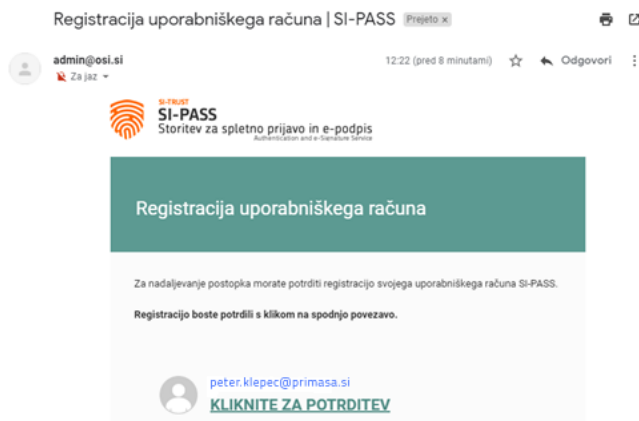 Registracija uporabniškega računa | SI-PASS Prejeto x
admin@osi.si 12:22 (pred 8 minutami) Odgovori
Za jaz
SI-TRUST
SI-PASS
Storitev za spletno prijavo in e-podpis
Authentication and e-Signature Service
Registracija uporabniškega računa
Za nadaljevanje postopka morate potrditi registracijo svojega uporabniškega računa SI-PASS.
Registracijo boste potrdili s klikom na spodnjo povezavo.
peter.klepec@primasa.si
KLIKNITE ZA POTRDITEV